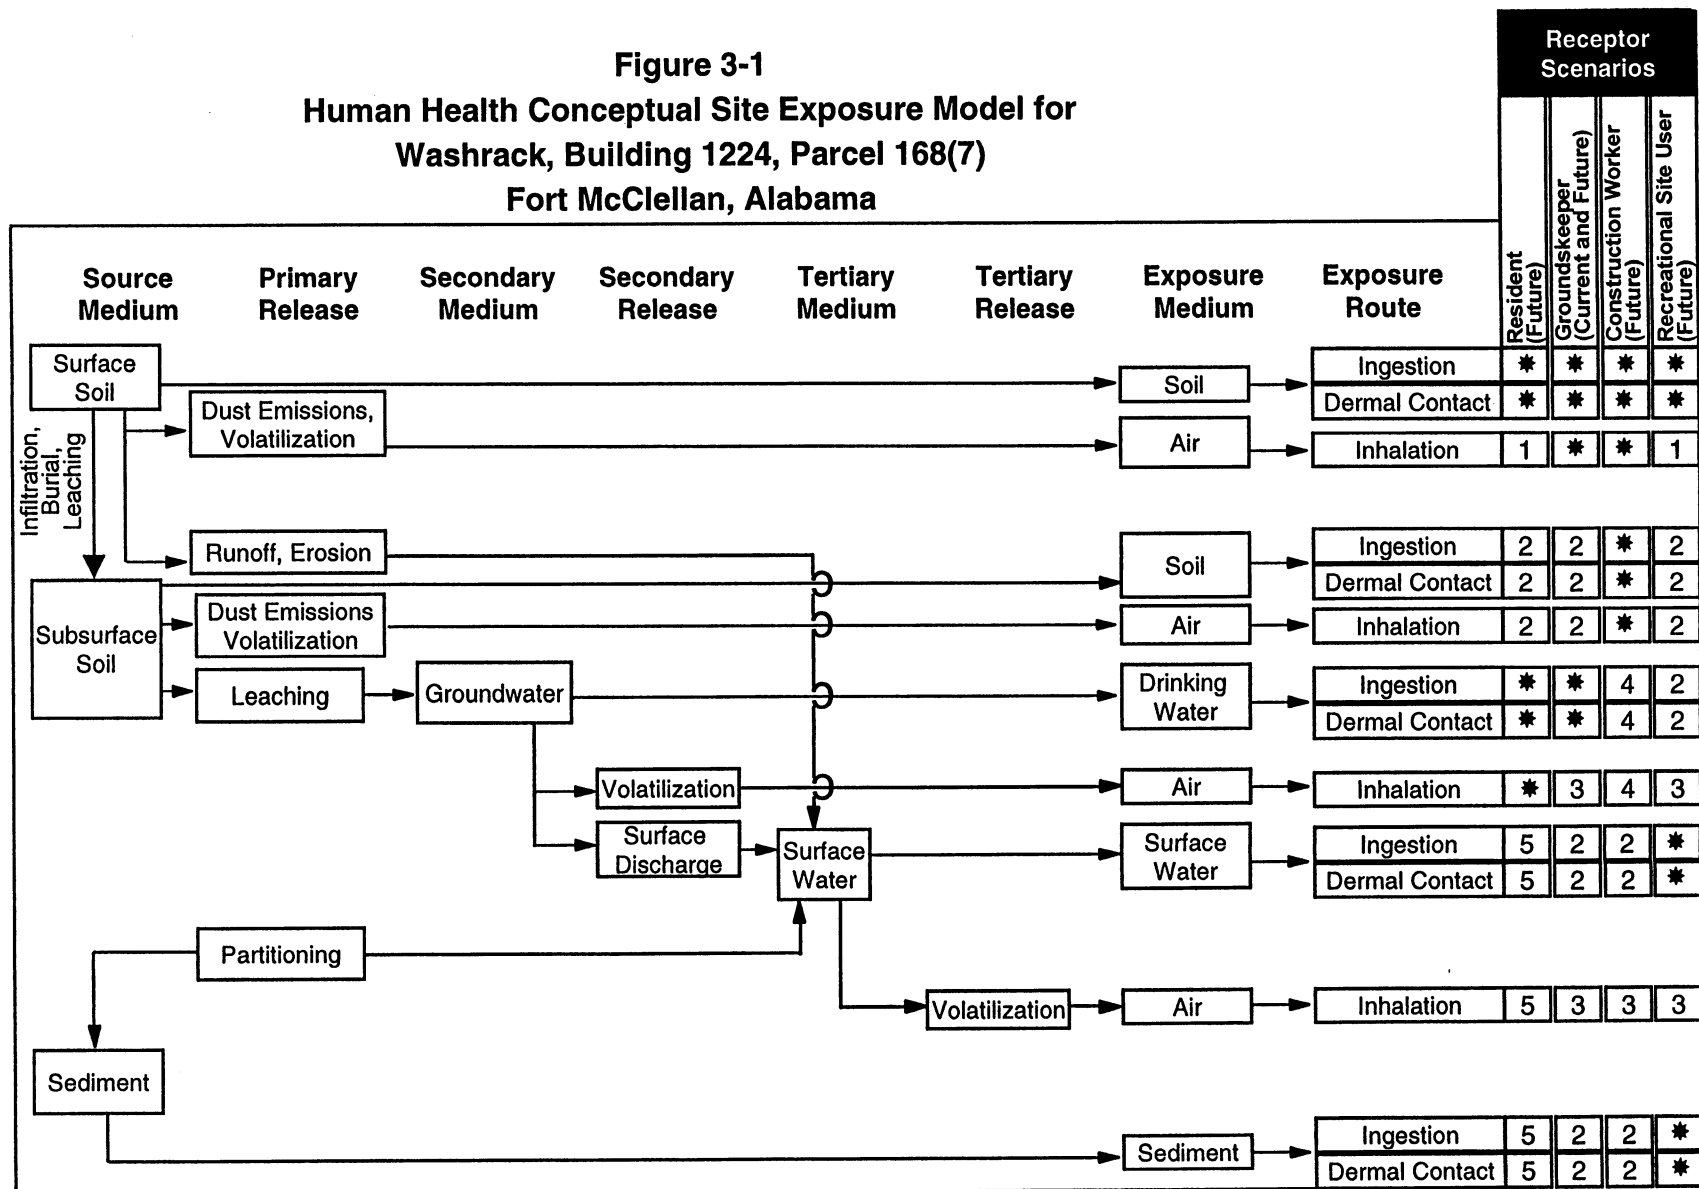 Figure 3-1
Human Health Conceptual Site Exposure Model for
Washrack, Building 1224, Parcel 168(7)
Fort McClellan, Alabama
Receptor
Scenarios
Resident
(Future)
Groundskeeper
(Current and Future)
Construction Worker
(Future)
Recreational Site User
(Future)
Source
Medium
Primary
Release
Secondary
Medium
Secondary
Release
Tertiary
Medium
Tertiary
Release
Exposure
Medium
Exposure
Route
Surface
Soil
Soil
Ingestion * * * *
Dermal Contact * * * *
Dust Emissions,
Volatilization
Air
Inhalation 1 * * 1
Infiltration,
Burial,
Leaching
Runoff, Erosion
Soil
Ingestion 2 2 * 2
Dermal Contact 2 2 * 2
Subsurface
Soil
Dust Emissions
Volatilization
Air
Inhalation 2 2 * 2
Leaching
Groundwater
Drinking
Water
Ingestion * * 4 2
Dermal Contact * * 4 2
Volatilization
Air
Inhalation * 3 4 3
Surface
Discharge
Surface
Water
Surface
Water
Ingestion 5 2 2 *
Dermal Contact 5 2 2 *
Partitioning
Volatilization
Air
Inhalation 5 3 3 3
Sediment
Sediment
Ingestion 5 2 2 *
Dermal Contact 5 2 2 *